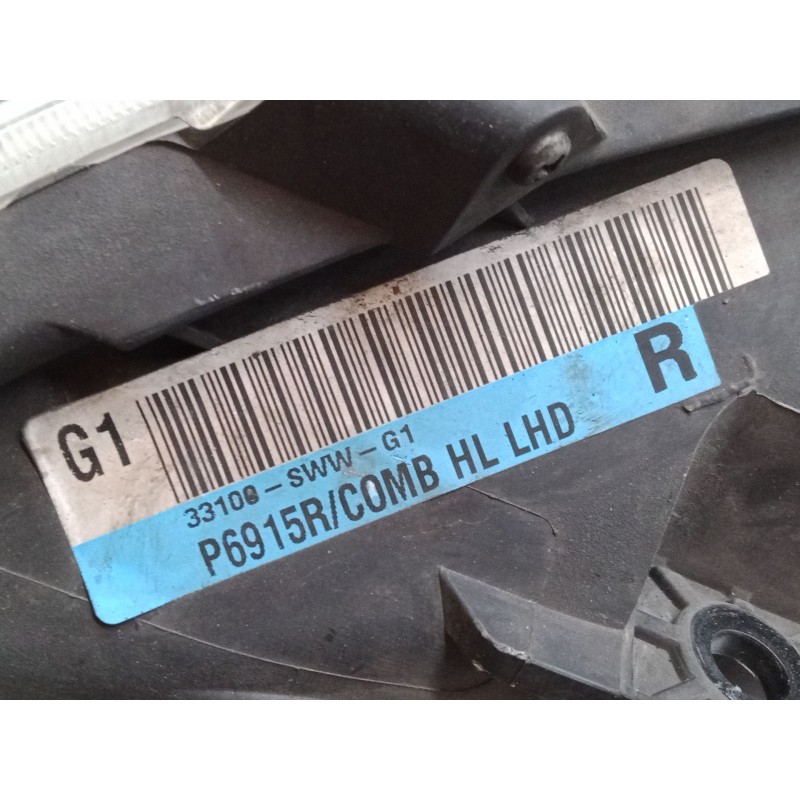 G1
R
33100-SWW-G1
P6915R/COMB HL LHD